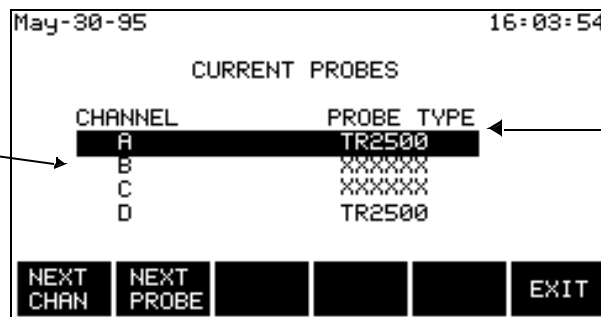 May-30-95 16:03:54
CURRENT PROBES
CHANNEL PROBE TYPE
A TR2500
B XXXXXX
C XXXXXX
D TR2500
NEXT CHAN
NEXT PROBE
EXIT